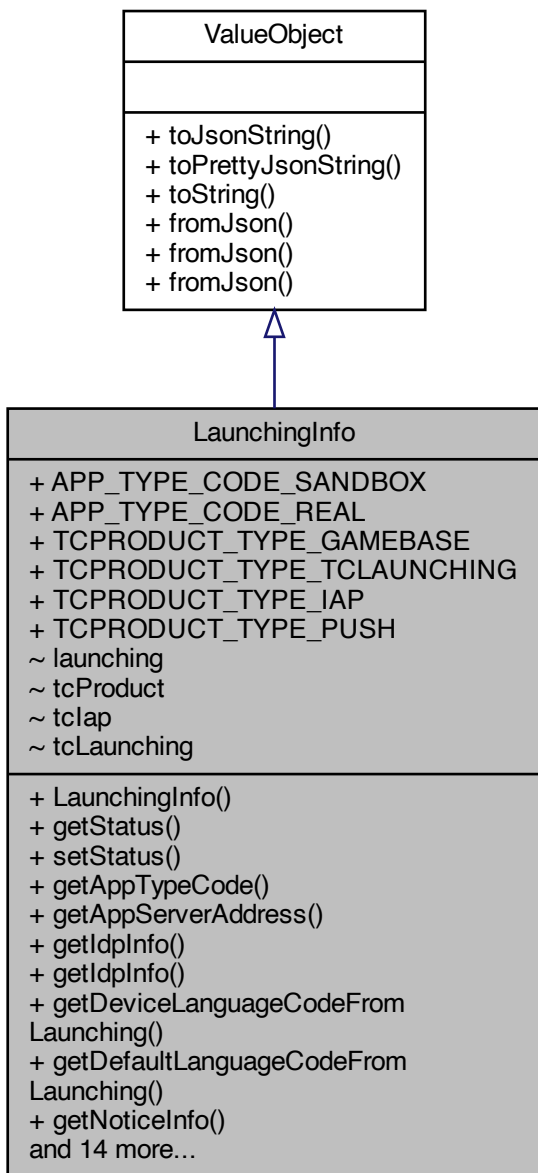 ValueObject
+ toJsonString()
+ toPrettyJsonString()
+ toString()
+ fromJson()
+ fromJson()
+ fromJson()
LaunchingInfo
+ APP_TYPE_CODE_SANDBOX
+ APP_TYPE_CODE_REAL
+ TCPRODUCT_TYPE_GAMEBASE
+ TCPRODUCT_TYPE_TCLAUNCHING
+ TCPRODUCT_TYPE_IAP
+ TCPRODUCT_TYPE_PUSH
~ launching
~ tcProduct
~ tcIap
~ tcLaunching
+ LaunchingInfo()
+ getStatus()
+ setStatus()
+ getAppTypeCode()
+ getAppServerAddress()
+ getIdpInfo()
+ getIdpInfo()
+ getDeviceLanguageCodeFrom
Launching()
+ getDefaultLanguageCodeFrom
Launching()
+ getNoticeInfo()
and 14 more...